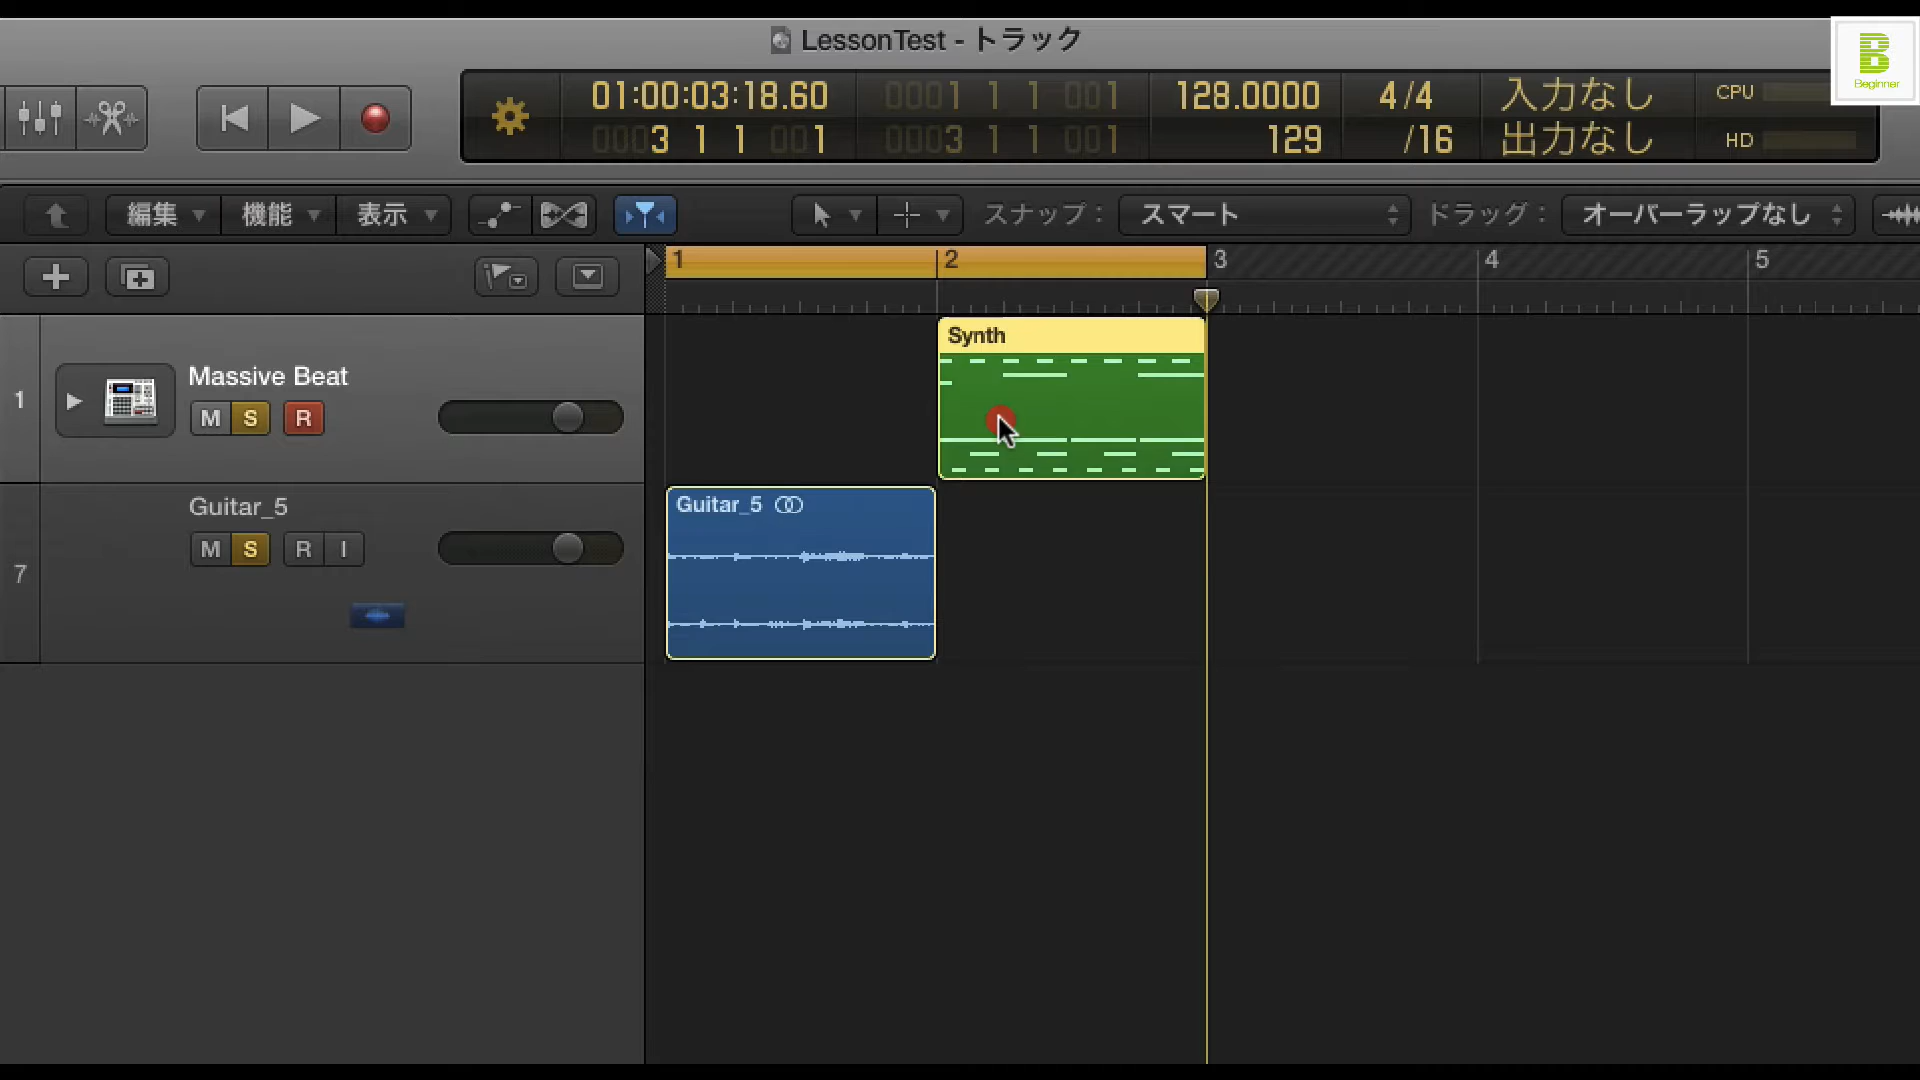 LessonTest - トラック
B
Beginner
01:00:03:18.60
0001 1 1 001
128.0000
4/4
入力なし
CPU
0003 1 1 001
0003 1 1 001
129
/16
出力なし
HD
編集
機能
表示
スナップ：
スマート
ドラッグ：
オーバーラップなし
1
2
3
4
5
1
Massive Beat
M S R
Synth
7
Guitar_5
M S R I
Guitar_5